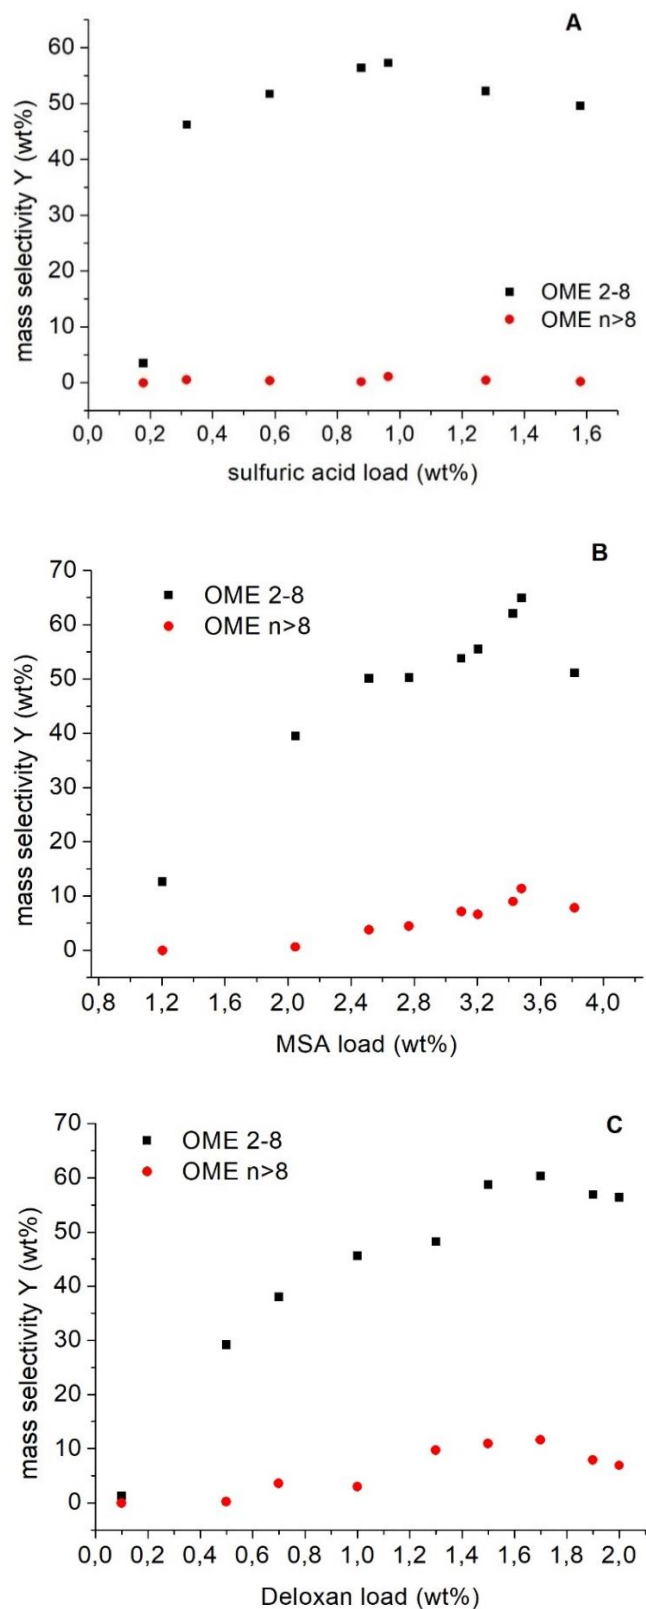 A
mass selectivity Y (wt%)
60
50
40
30
20
10
0
OME 2-8
OME n>8
0,0 0,2 0,4 0,6 0,8 1,0 1,2 1,4 1,6
sulfuric acid load (wt%)
B
mass selectivity Y (wt%)
70
60
50
40
30
20
10
0
OME 2-8
OME n>8
0,8 1,2 1,6 2,0 2,4 2,8 3,2 3,6 4,0
MSA load (wt%)
C
mass selectivity Y (wt%)
70
60
50
40
30
20
10
0
OME 2-8
OME n>8
0,0 0,2 0,4 0,6 0,8 1,0 1,2 1,4 1,6 1,8 2,0
Deloxan load (wt%)